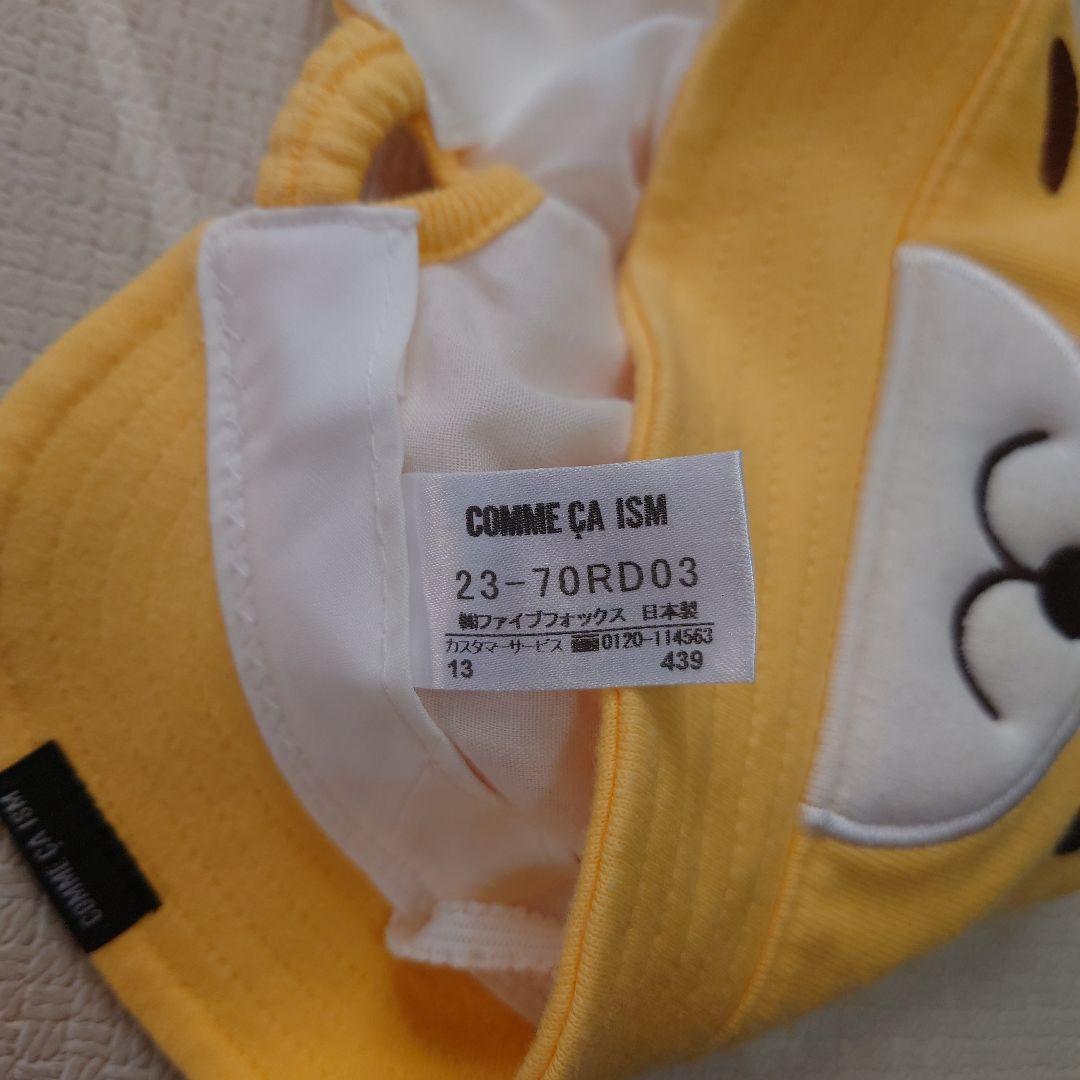 COMME ÇA ISM
23-70RD03
㈱ファイブフォックス 日本製
カスタマーサービス 0120-114563
13 439
COMME ÇA ISM